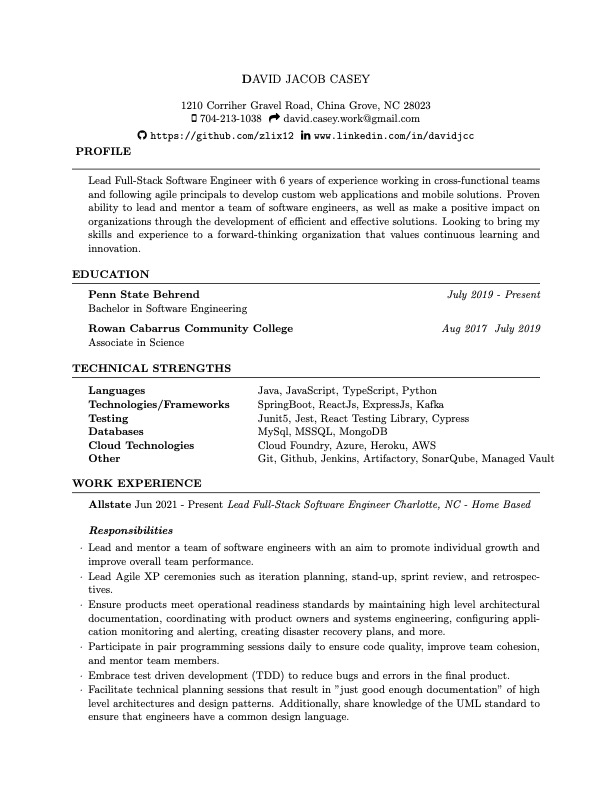 DAVID JACOB CASEY
1210 Corriher Gravel Road, China Grove, NC 28023
704-213-1038 david.casey.work@gmail.com
https://github.com/zlix12 www.linkedin.com/in/davidjcc
PROFILE
Lead Full-Stack Software Engineer with 6 years of experience working in cross-functional teams
and following agile principals to develop custom web applications and mobile solutions. Proven
ability to lead and mentor a team of software engineers, as well as make a positive impact on
organizations through the development of efficient and effective solutions. Looking to bring my
skills and experience to a forward-thinking organization that values continuous learning and
innovation.
EDUCATION
Penn State Behrend July 2019 - Present
Bachelor in Software Engineering
Rowan Cabarrus Community College Aug 2017 July 2019
Associate in Science
TECHNICAL STRENGTHS
Languages Java, JavaScript, TypeScript, Python
Technologies/Frameworks SpringBoot, ReactJs, ExpressJs, Kafka
Testing Junit5, Jest, React Testing Library, Cypress
Databases MySql, MSSQL, MongoDB
Cloud Technologies Cloud Foundry, Azure, Heroku, AWS
Other Git, Github, Jenkins, Artifactory, SonarQube, Managed Vault
WORK EXPERIENCE
Allstate Jun 2021 - Present Lead Full-Stack Software Engineer Charlotte, NC - Home Based
Responsibilities
· Lead and mentor a team of software engineers with an aim to promote individual growth and
improve overall team performance.
· Lead Agile XP ceremonies such as iteration planning, stand-up, sprint review, and retrospec-
tives.
· Ensure products meet operational readiness standards by maintaining high level architectural
documentation, coordinating with product owners and systems engineering, configuring appli-
cation monitoring and alerting, creating disaster recovery plans, and more.
· Participate in pair programming sessions daily to ensure code quality, improve team cohesion,
and mentor team members.
· Embrace test driven development (TDD) to reduce bugs and errors in the final product.
· Facilitate technical planning sessions that result in ”just good enough documentation” of high
level architectures and design patterns. Additionally, share knowledge of the UML standard to
ensure that engineers have a common design language.